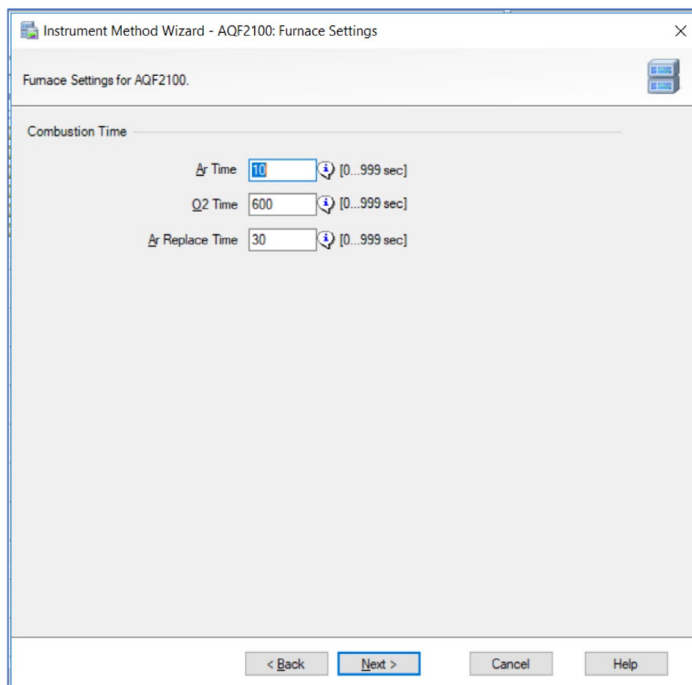 Instrument Method Wizard - AQF2100: Furnace Settings
Furnace Settings for AQF2100.
Combustion Time
Ar Time 10 [0...999 sec]
O2 Time 600 [0...999 sec]
Ar Replace Time 30 [0...999 sec]
< Back Next > Cancel Help